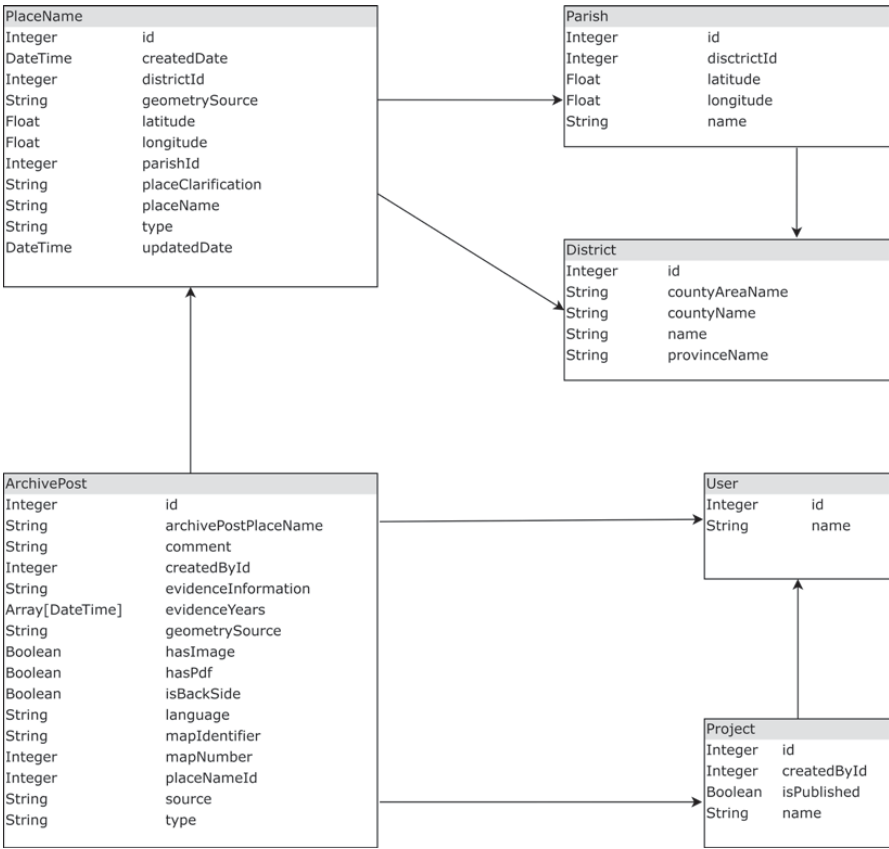 PlaceName
Integer id
DateTime createdDate
Integer districtId
String geometrySource
Float latitude
Float longitude
Integer parishId
String placeClarification
String placeName
String type
DateTime updatedDate
Parish
Integer id
Integer disctrictId
Float latitude
Float longitude
String name
District
Integer id
String countyAreaName
String countyName
String name
String provinceName
ArchivePost
Integer id
String archivePostPlaceName
String comment
Integer createdById
String evidenceInformation
Array[DateTime] evidenceYears
String geometrySource
Boolean hasImage
Boolean hasPdf
Boolean isBackSide
String language
String mapIdentifier
Integer mapNumber
Integer placeNameId
String source
String type
User
Integer id
String name
Project
Integer id
Integer createdById
Boolean isPublished
String name